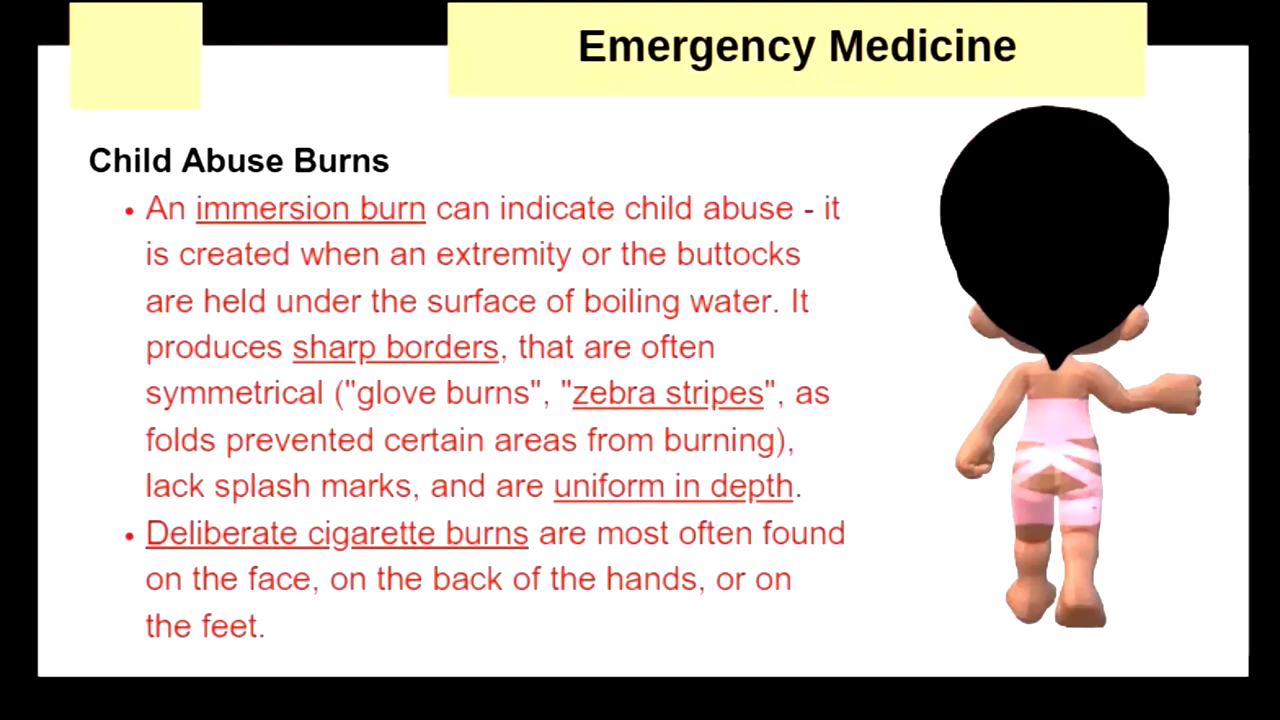 Emergency Medicine
Child Abuse Burns
• An immersion burn can indicate child abuse - it
is created when an extremity or the buttocks
are held under the surface of boiling water. It
produces sharp borders, that are often
symmetrical ("glove burns", "zebra stripes", as
folds prevented certain areas from burning),
lack splash marks, and are uniform in depth.
• Deliberate cigarette burns are most often found
on the face, on the back of the hands, or on
the feet.